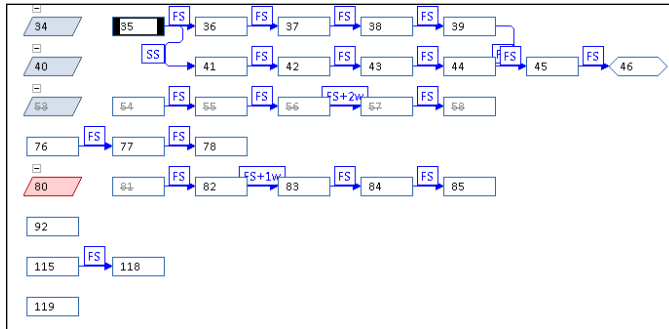 FS FS FS FS
34 35 36 37 38 39
SS FS FS FS F FS FS
40 41 42 43 44 45 46
FS FS FS+2w FS
53 54 55 56 57 58
FS FS
76 77 78
FS FS+1w FS FS
80 81 82 83 84 85
92
FS
115 118
119